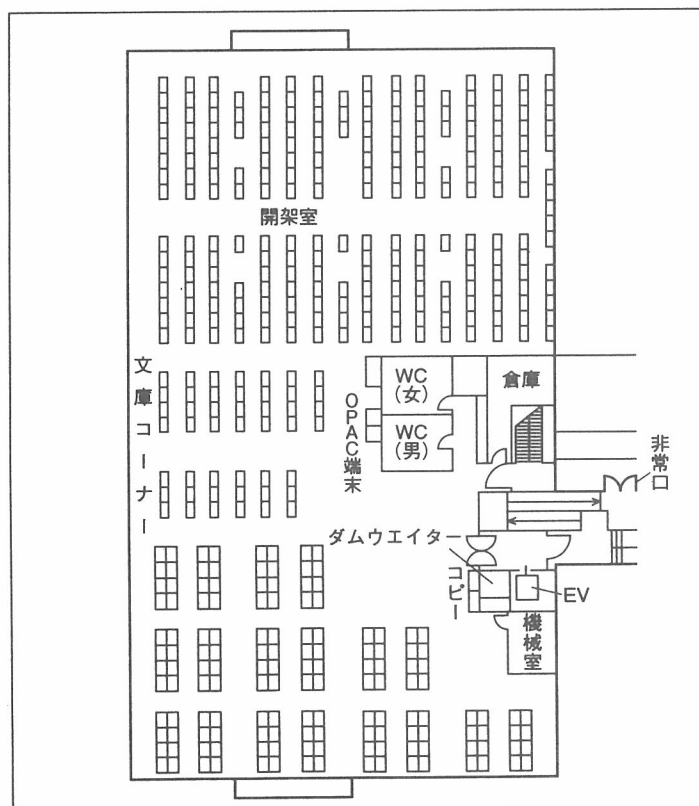 開架室
文庫コーナー
OPAC端末
WC
(女)
WC
(男)
倉庫
非常口
ダムウエイター
コピー
EV
機械室